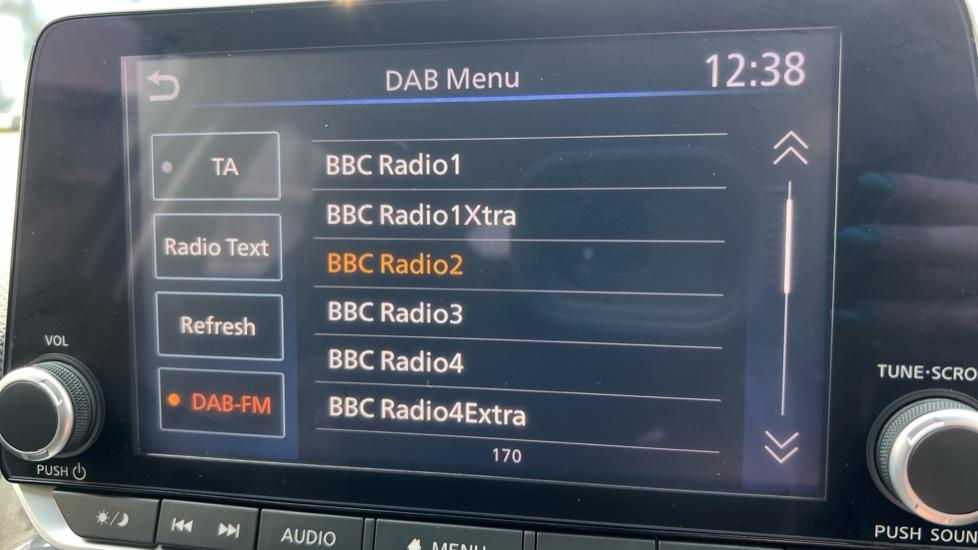 DAB Menu
12:38
TA
Radio Text
Refresh
DAB-FM
BBC Radio1
BBC Radio1Xtra
BBC Radio2
BBC Radio3
BBC Radio4
BBC Radio4Extra
170
VOL
PUSH
TUNE·SCRO
PUSH SOUN
AUDIO
MENU